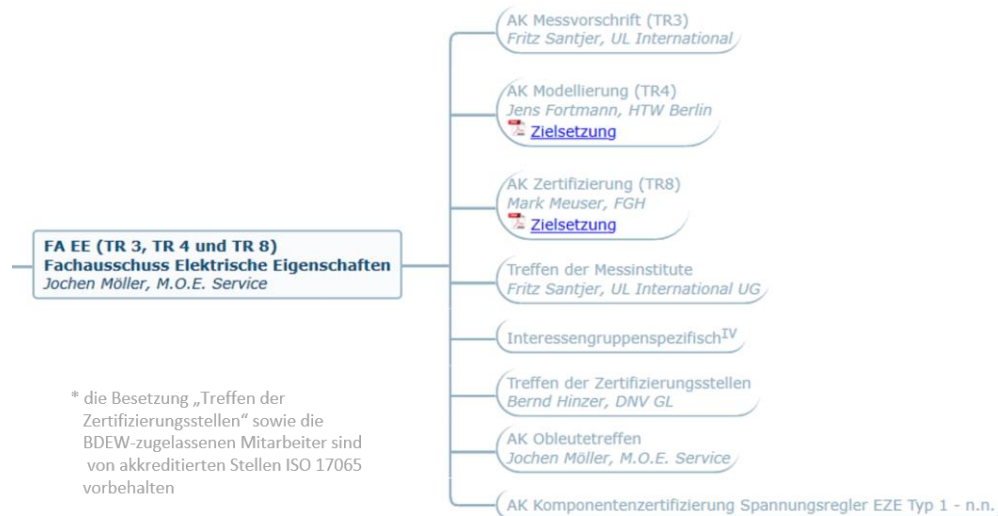 AK Messvorschrift (TR3)
Fritz Santjer, UL International
AK Modellierung (TR4)
Jens Fortmann, HTW Berlin
Zielsetzung
AK Zertifizierung (TR8)
Mark Meuser, FGH
Zielsetzung
FA EE (TR 3, TR 4 und TR 8)
Fachausschuss Elektrische Eigenschaften
Jochen Möller, M.O.E. Service
Treffen der Messinstitute
Fritz Santjer, UL International UG
Interessengruppenspezifisch^IV
Treffen der Zertifizierungsstellen
Bernd Hinzer, DNV GL
AK Obleutetreffen
Jochen Möller, M.O.E. Service
AK Komponentenzertifizierung Spannungsregler EZE Typ 1 - n.n.
* die Besetzung „Treffen der
Zertifizierungsstellen“ sowie die
BDEW-zugelassenen Mitarbeiter sind
von akkreditierten Stellen ISO 17065
vorbehalten